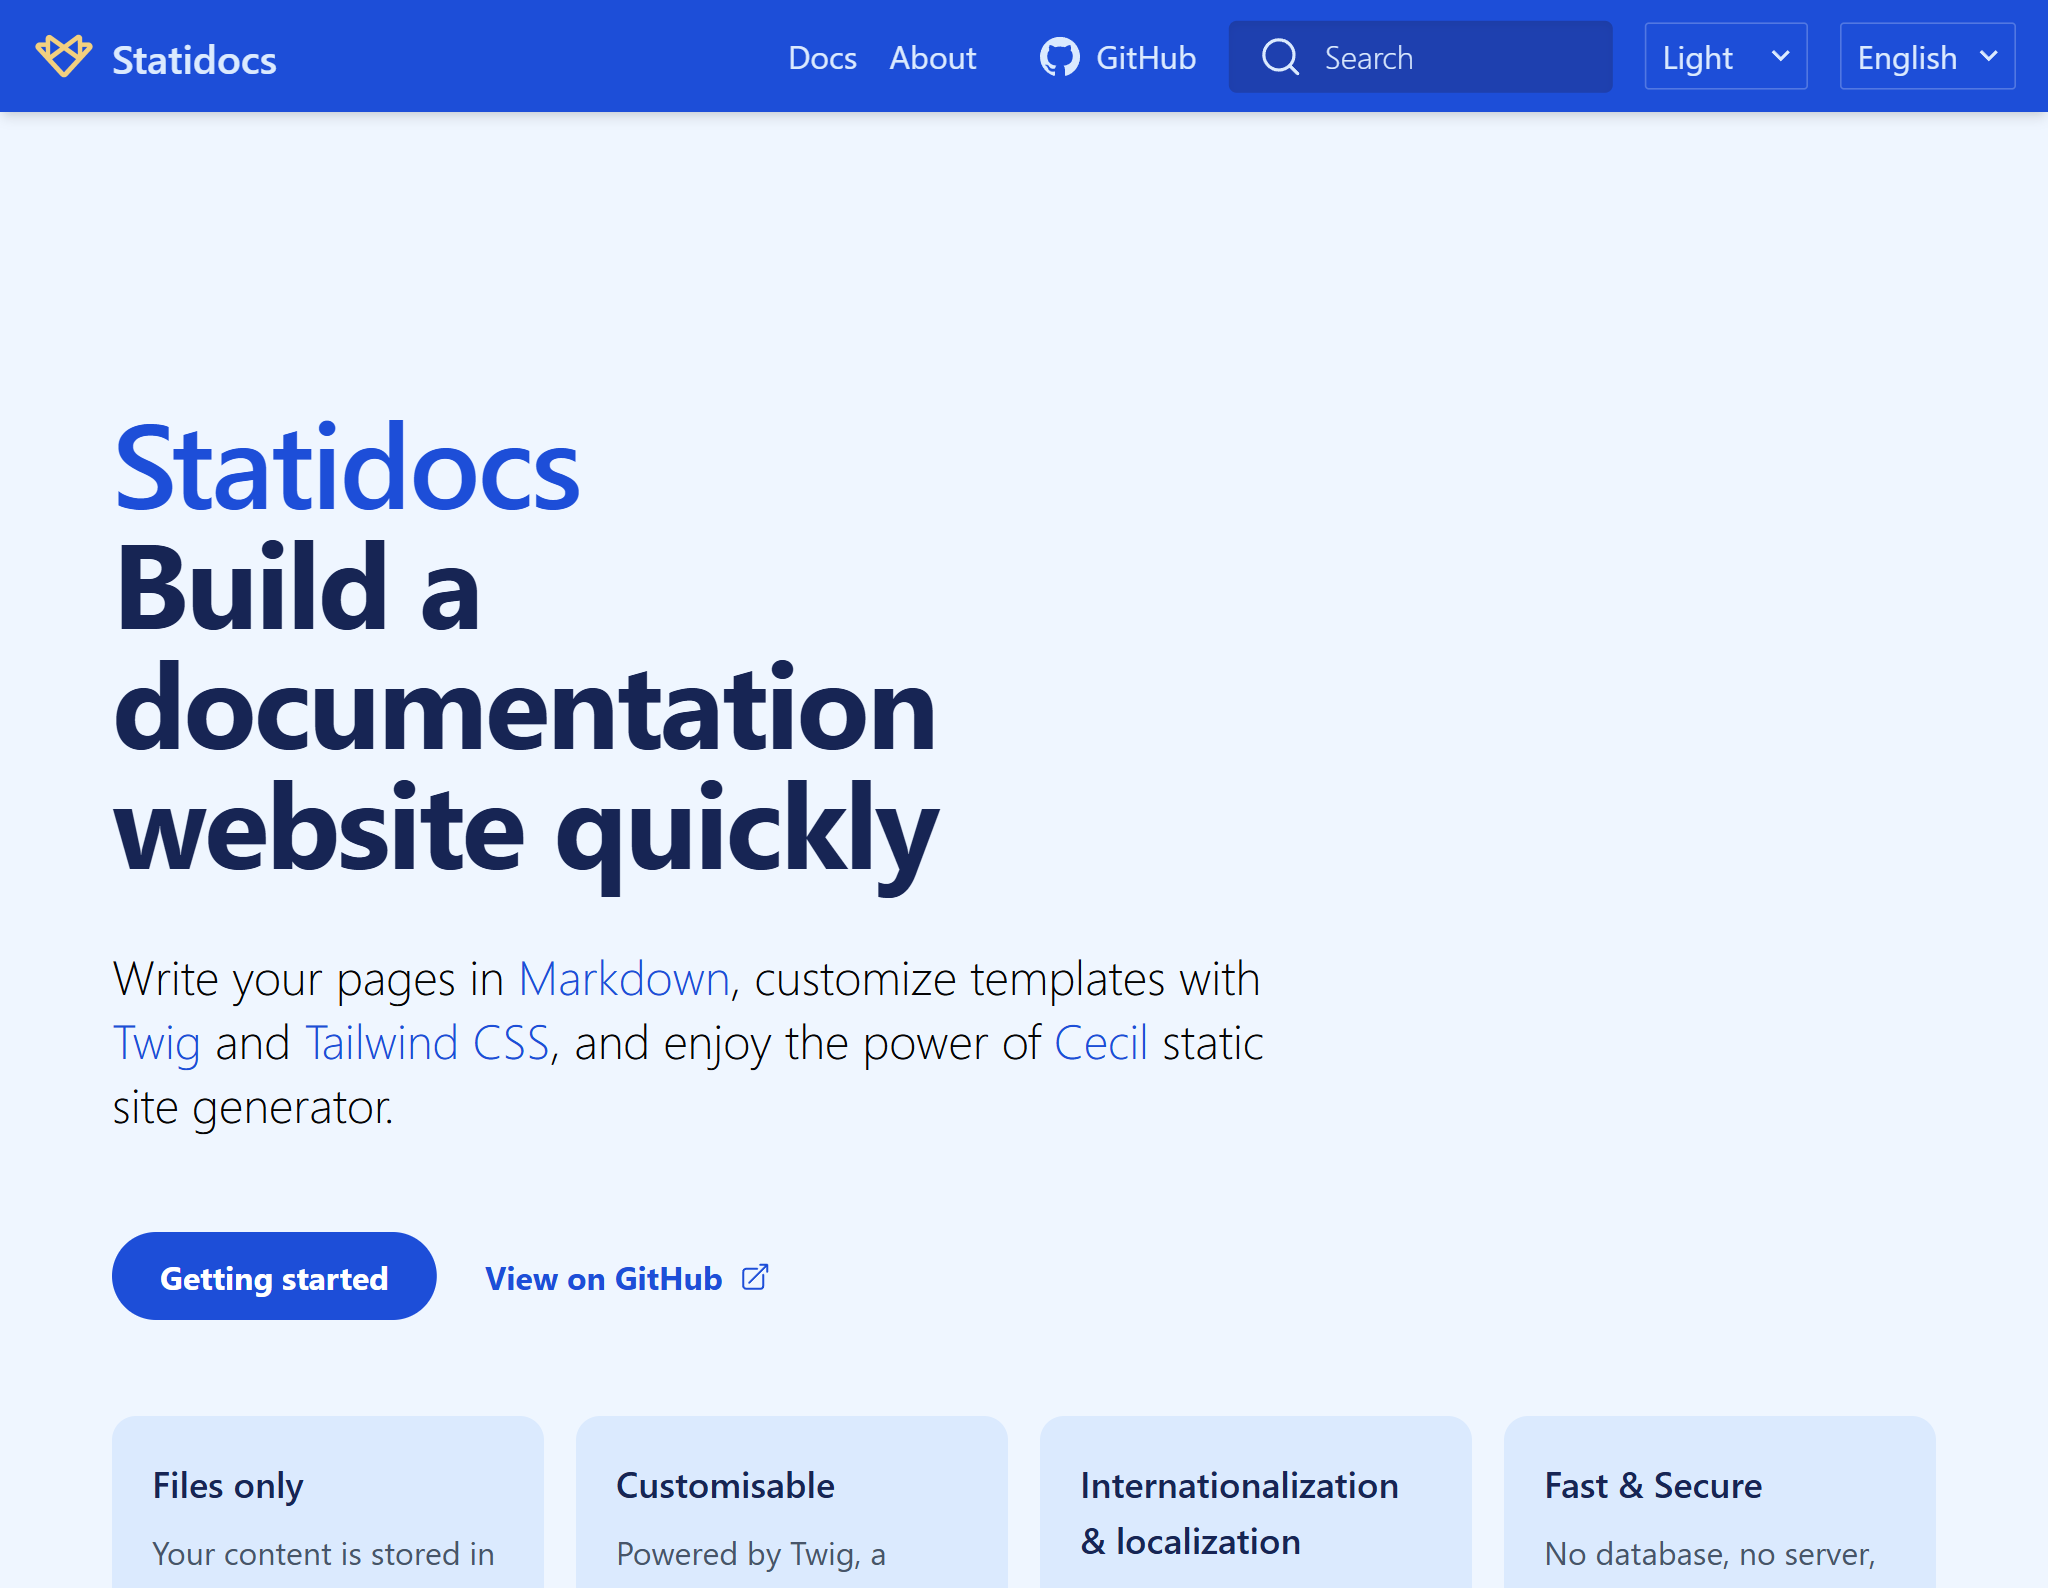 Statidocs
Docs
About
GitHub
Search
Light
English
Statidocs
Build a
documentation
website quickly
Write your pages in Markdown, customize templates with
Twig and Tailwind CSS, and enjoy the power of Cecil static
site generator.
Getting started
View on GitHub
Files only
Your content is stored in
Customisable
Powered by Twig, a
Internationalization
& localization
Fast & Secure
No database, no server,